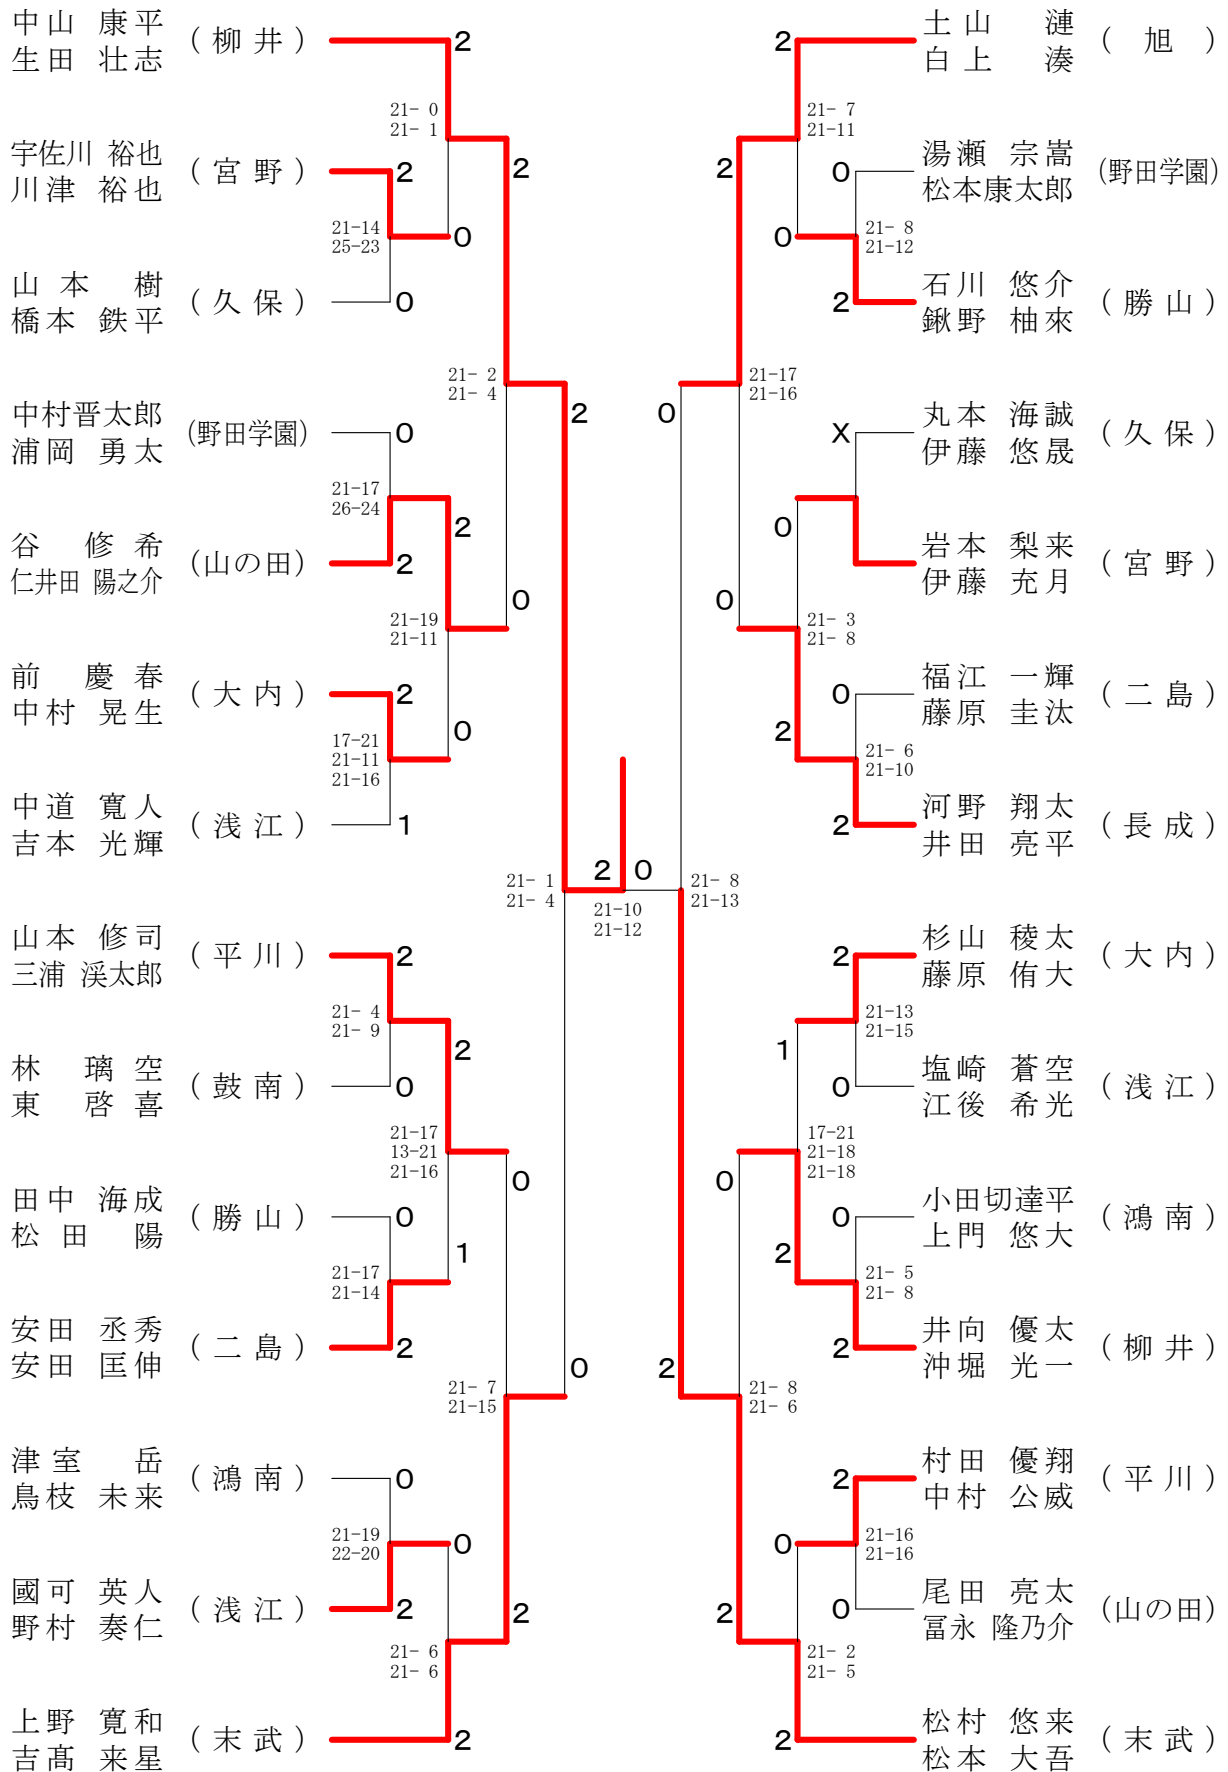 中山 康平
生田 壮志
( 柳井 )
2
21- 0
21- 1
2
宇佐川 裕也
川津 裕也
( 宮野 )
2
21-14
25-23
0
山本 樹
橋本 鉄平
( 久保 )
0
21- 2
21- 4
2
中村晋太郎
浦岡 勇太
(野田学園)
0
21-17
26-24
2
谷 修希
仁井田 陽之介
(山の田)
2
0
21-19
21-11
前 慶春
中村 晃生
( 大内 )
2
17-21
21-11
21-16
0
中道 寛人
吉本 光輝
( 浅江 )
1
21- 1
21- 4
2
0
21-10
21-12
山本 修司
三浦 渓太郎
( 平川 )
2
21- 4
21- 9
2
林 璃空
東 啓喜
( 鼓南 )
0
21-17
13-21
21-16
0
田中 海成
松田 陽
( 勝山 )
0
21-17
21-14
1
安田 丞秀
安田 匡伸
( 二島 )
2
21- 7
21-15
0
津室 岳
鳥枝 未来
( 鴻南 )
0
21-19
22-20
0
國可 英人
野村 奏仁
( 浅江 )
2
2
21- 6
21- 6
上野 寛和
吉髙 来星
( 末武 )
2
2
土山 漣
白上 湊
( 旭 )
21- 7
21-11
2
0
湯瀬 宗嵩
松本康太郎
(野田学園)
0
21- 8
21-12
2
石川 悠介
鍬野 柚來
( 勝山 )
21-17
21-16
0
X
丸本 海誠
伊藤 悠晟
( 久保 )
0
岩本 梨来
伊藤 充月
( 宮野 )
0
21- 3
21- 8
0
福江 一輝
藤原 圭汰
( 二島 )
2
21- 6
21-10
2
河野 翔太
井田 亮平
( 長成 )
21- 8
21-13
2
杉山 稜太
藤原 侑大
( 大内 )
21-13
21-15
1
0
塩崎 蒼空
江後 希光
( 浅江 )
17-21
21-18
21-18
0
0
小田切達平
上門 悠大
( 鴻南 )
2
21- 5
21- 8
2
井向 優太
沖堀 光一
( 柳井 )
2
21- 8
21- 6
2
村田 優翔
中村 公威
( 平川 )
0
21-16
21-16
0
尾田 亮太
冨永 隆乃介
(山の田)
2
21- 2
21- 5
2
松村 悠来
松本 大吾
( 末武 )